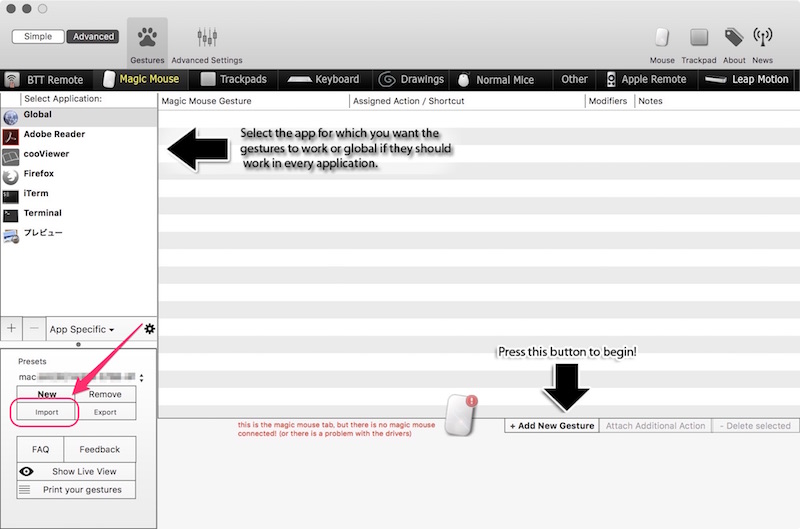 Simple
Advanced
Gestures
Advanced Settings
Mouse
Trackpad
About
News
BTT Remote
Magic Mouse
Trackpads
Keyboard
Drawings
Normal Mice
Other
Apple Remote
Leap Motion
Select Application:
Magic Mouse Gesture
Assigned Action / Shortcut
Modifiers
Notes
Global
Adobe Reader
cooViewer
Firefox
iTerm
Terminal
プレビュー
Select the app for which you want the
gestures to work or global if they should
work in every application.
+
−
App Specific
Presets
mac
New
Remove
Import
Export
FAQ
Feedback
Show Live View
Print your gestures
Press this button to begin!
this is the magic mouse tab, but there is no magic mouse
connected! (or there is a problem with the drivers)
!
+ Add New Gesture
Attach Additional Action
- Delete selected